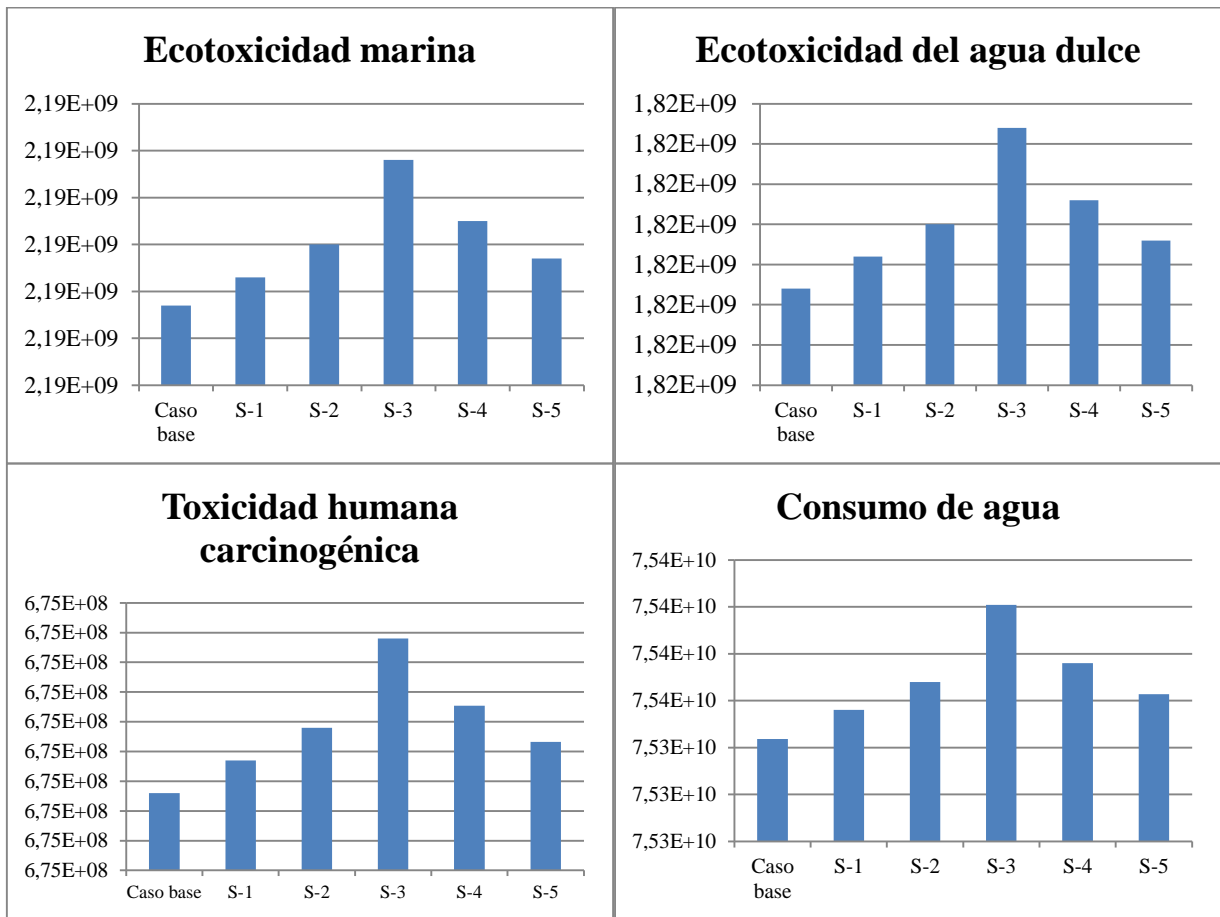 Ecotoxicidad marina
2,19E+09
2,19E+09
2,19E+09
2,19E+09
2,19E+09
2,19E+09
2,19E+09
Caso base S-1 S-2 S-3 S-4 S-5
Ecotoxicidad del agua dulce
1,82E+09
1,82E+09
1,82E+09
1,82E+09
1,82E+09
1,82E+09
1,82E+09
1,82E+09
Caso base S-1 S-2 S-3 S-4 S-5
Toxicidad humana
carcinogénica
6,75E+08
6,75E+08
6,75E+08
6,75E+08
6,75E+08
6,75E+08
6,75E+08
6,75E+08
6,75E+08
6,75E+08
Caso base S-1 S-2 S-3 S-4 S-5
Consumo de agua
7,54E+10
7,54E+10
7,54E+10
7,54E+10
7,53E+10
7,53E+10
7,53E+10
Caso base S-1 S-2 S-3 S-4 S-5